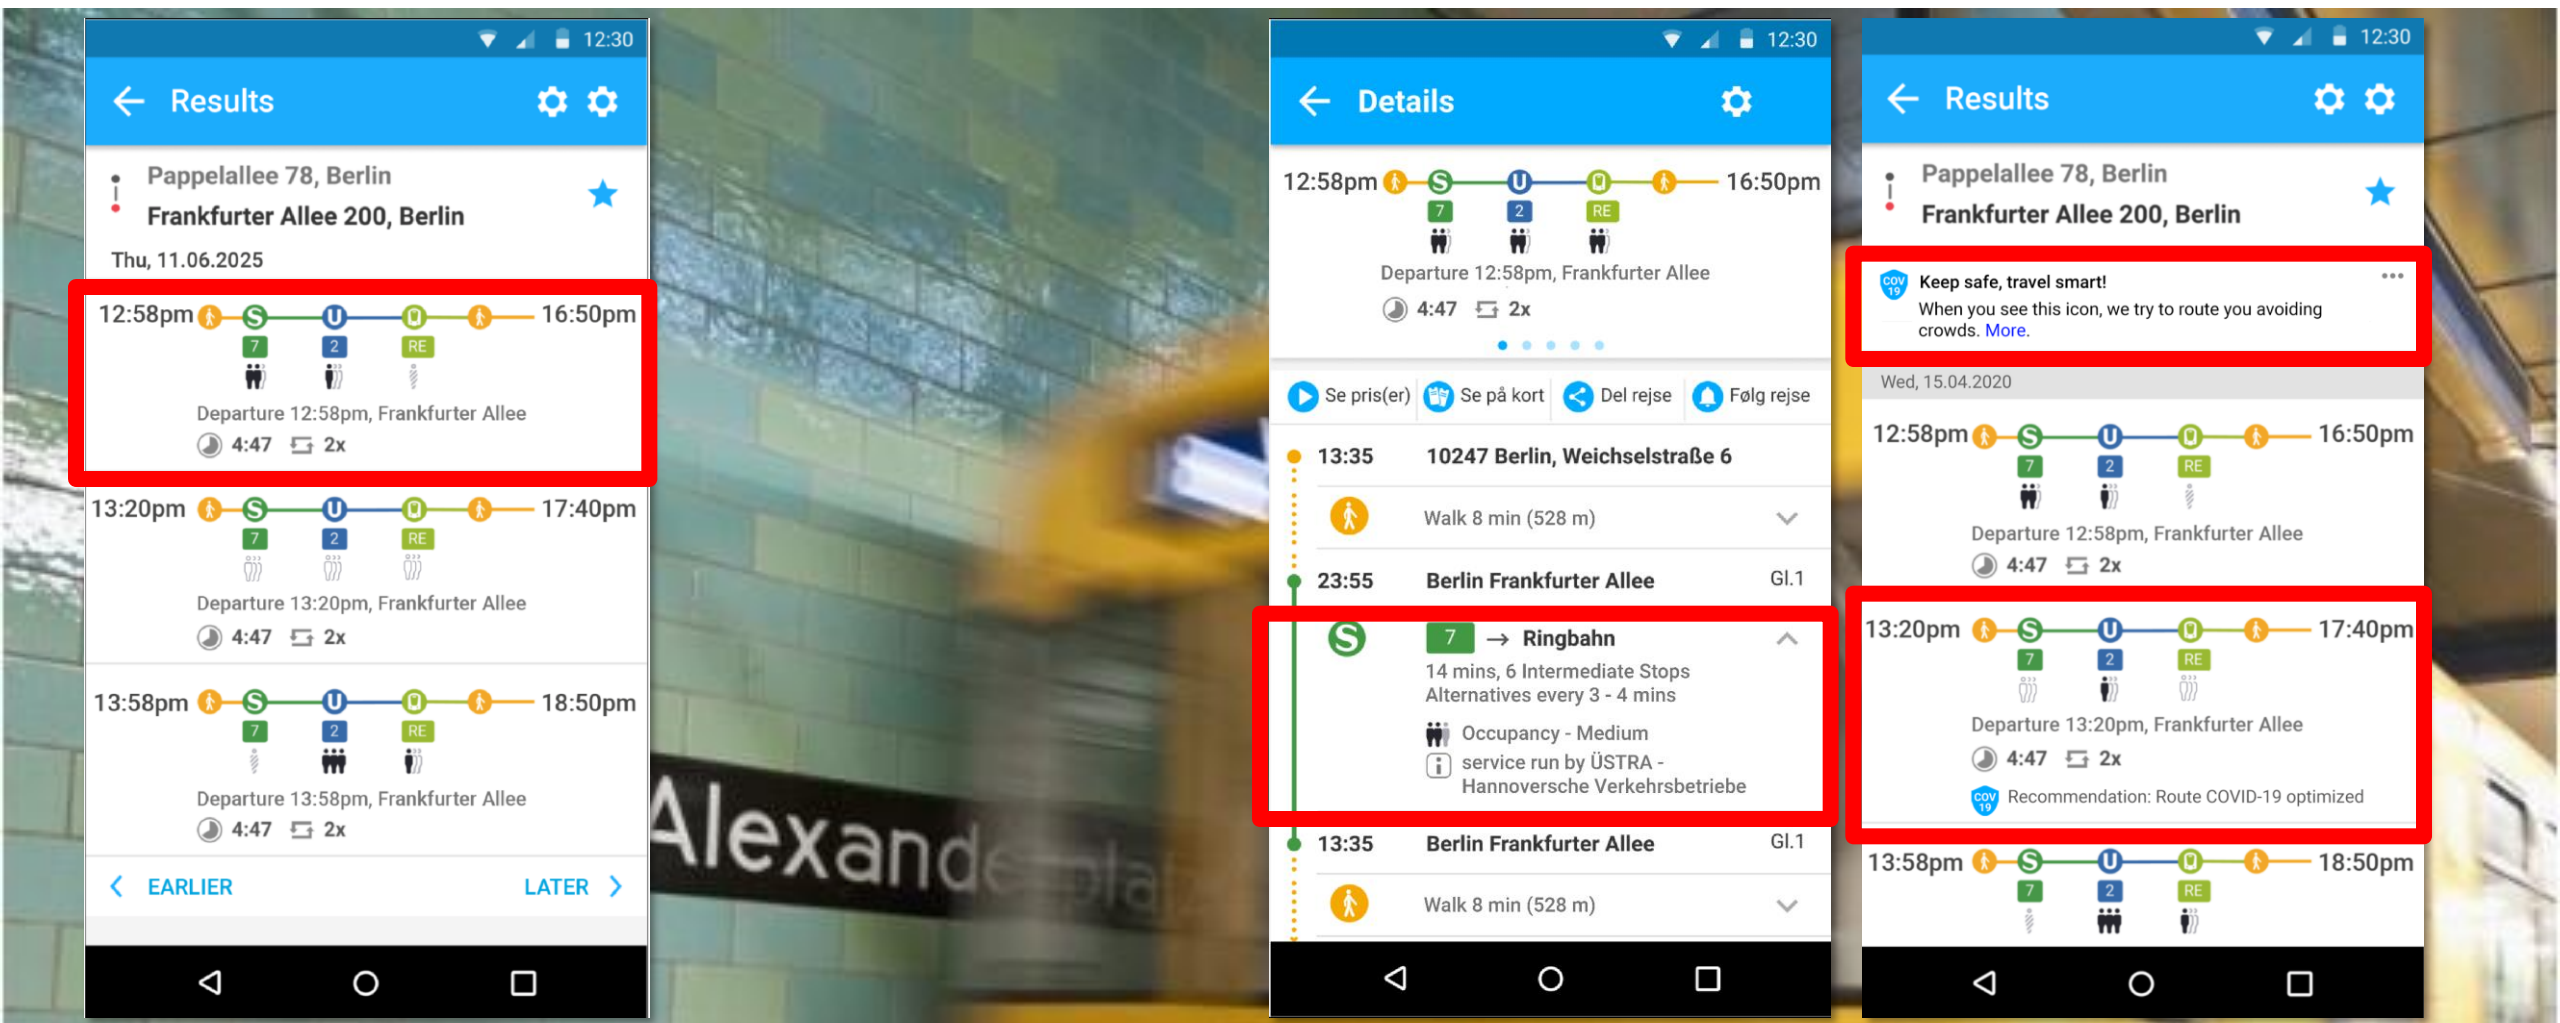 12:30
Results
Pappelallee 78, Berlin
Frankfurter Allee 200, Berlin
Thu, 11.06.2025
12:58pm S U 16:50pm
7 2 RE
Departure 12:58pm, Frankfurter Allee
4:47 2x
13:20pm S U 17:40pm
7 2 RE
Departure 13:20pm, Frankfurter Allee
4:47 2x
13:58pm S U 18:50pm
7 2 RE
Departure 13:58pm, Frankfurter Allee
4:47 2x
EARLIER LATER
Alexanderplatz
12:30
Details
12:58pm S U 16:50pm
7 2 RE
Departure 12:58pm, Frankfurter Allee
4:47 2x
Se pris(er) Se på kort Del rejse Følg rejse
13:35 10247 Berlin, Weichselstraße 6
Walk 8 min (528 m)
23:55 Berlin Frankfurter Allee Gl.1
S 7 → Ringbahn
14 mins, 6 Intermediate Stops
Alternatives every 3 - 4 mins
Occupancy - Medium
i service run by ÜSTRA -
Hannoversche Verkehrsbetriebe
13:35 Berlin Frankfurter Allee Gl.1
Walk 8 min (528 m)
12:30
Results
Pappelallee 78, Berlin
Frankfurter Allee 200, Berlin
COV 19 Keep safe, travel smart!
When you see this icon, we try to route you avoiding
crowds. More.
Wed, 15.04.2020
12:58pm S U 16:50pm
7 2 RE
Departure 12:58pm, Frankfurter Allee
4:47 2x
13:20pm S U 17:40pm
7 2 RE
Departure 13:20pm, Frankfurter Allee
4:47 2x
COV 19 Recommendation: Route COVID-19 optimized
13:58pm S U 18:50pm
7 2 RE